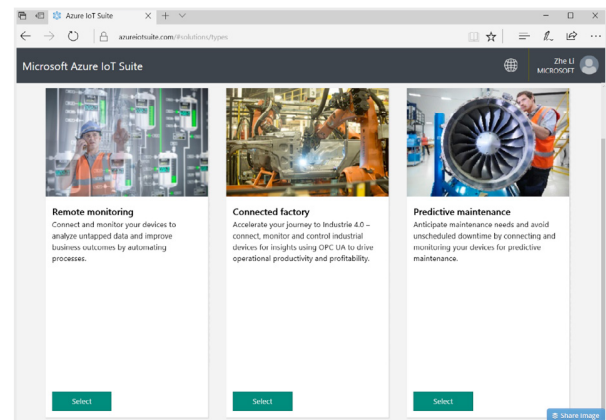 Azure IoT Suite
azureiotsuite.com/#solutions/types
Microsoft Azure IoT Suite
Zhe LI
MICROSOFT
Remote monitoring
Connect and monitor your devices to
analyze untapped data and improve
business outcomes by automating
processes.
Select
Connected factory
Accelerate your journey to Industrie 4.0 –
connect, monitor and control industrial
devices for insights using OPC UA to drive
operational productivity and profitability.
Select
Predictive maintenance
Anticipate maintenance needs and avoid
unscheduled downtime by connecting and
monitoring your devices for predictive
maintenance.
Select
Share image